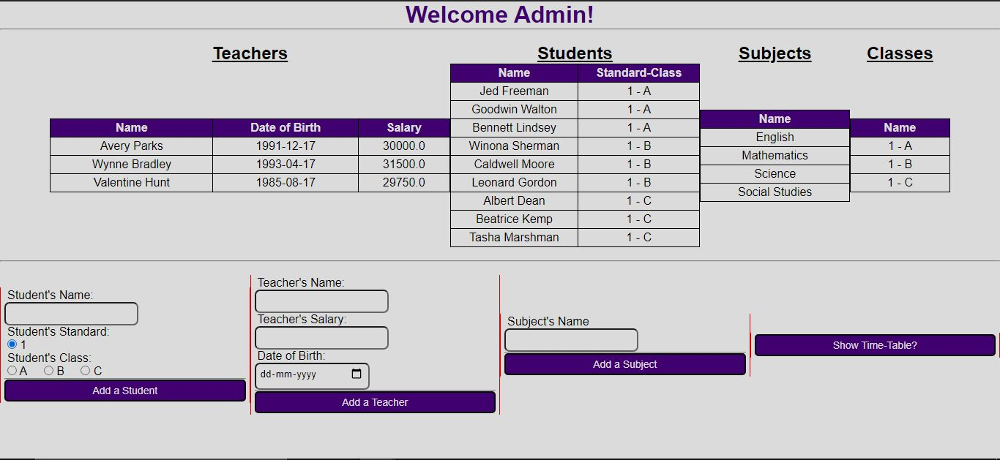 Welcome Admin!
Teachers
Name Date of Birth Salary
Avery Parks 1991-12-17 30000.0
Wynne Bradley 1993-04-17 31500.0
Valentine Hunt 1985-08-17 29750.0
Students
Name Standard-Class
Jed Freeman 1 - A
Goodwin Walton 1 - A
Bennett Lindsey 1 - A
Winona Sherman 1 - B
Caldwell Moore 1 - B
Leonard Gordon 1 - B
Albert Dean 1 - C
Beatrice Kemp 1 - C
Tasha Marshman 1 - C
Subjects
Name
English
Mathematics
Science
Social Studies
Classes
Name
1 - A
1 - B
1 - C
Student's Name:
Student's Standard:
1
Student's Class:
A B C
Add a Student
Teacher's Name:
Teacher's Salary:
Date of Birth:
dd-mm-yyyy
Add a Teacher
Subject's Name
Add a Subject
Show Time-Table?